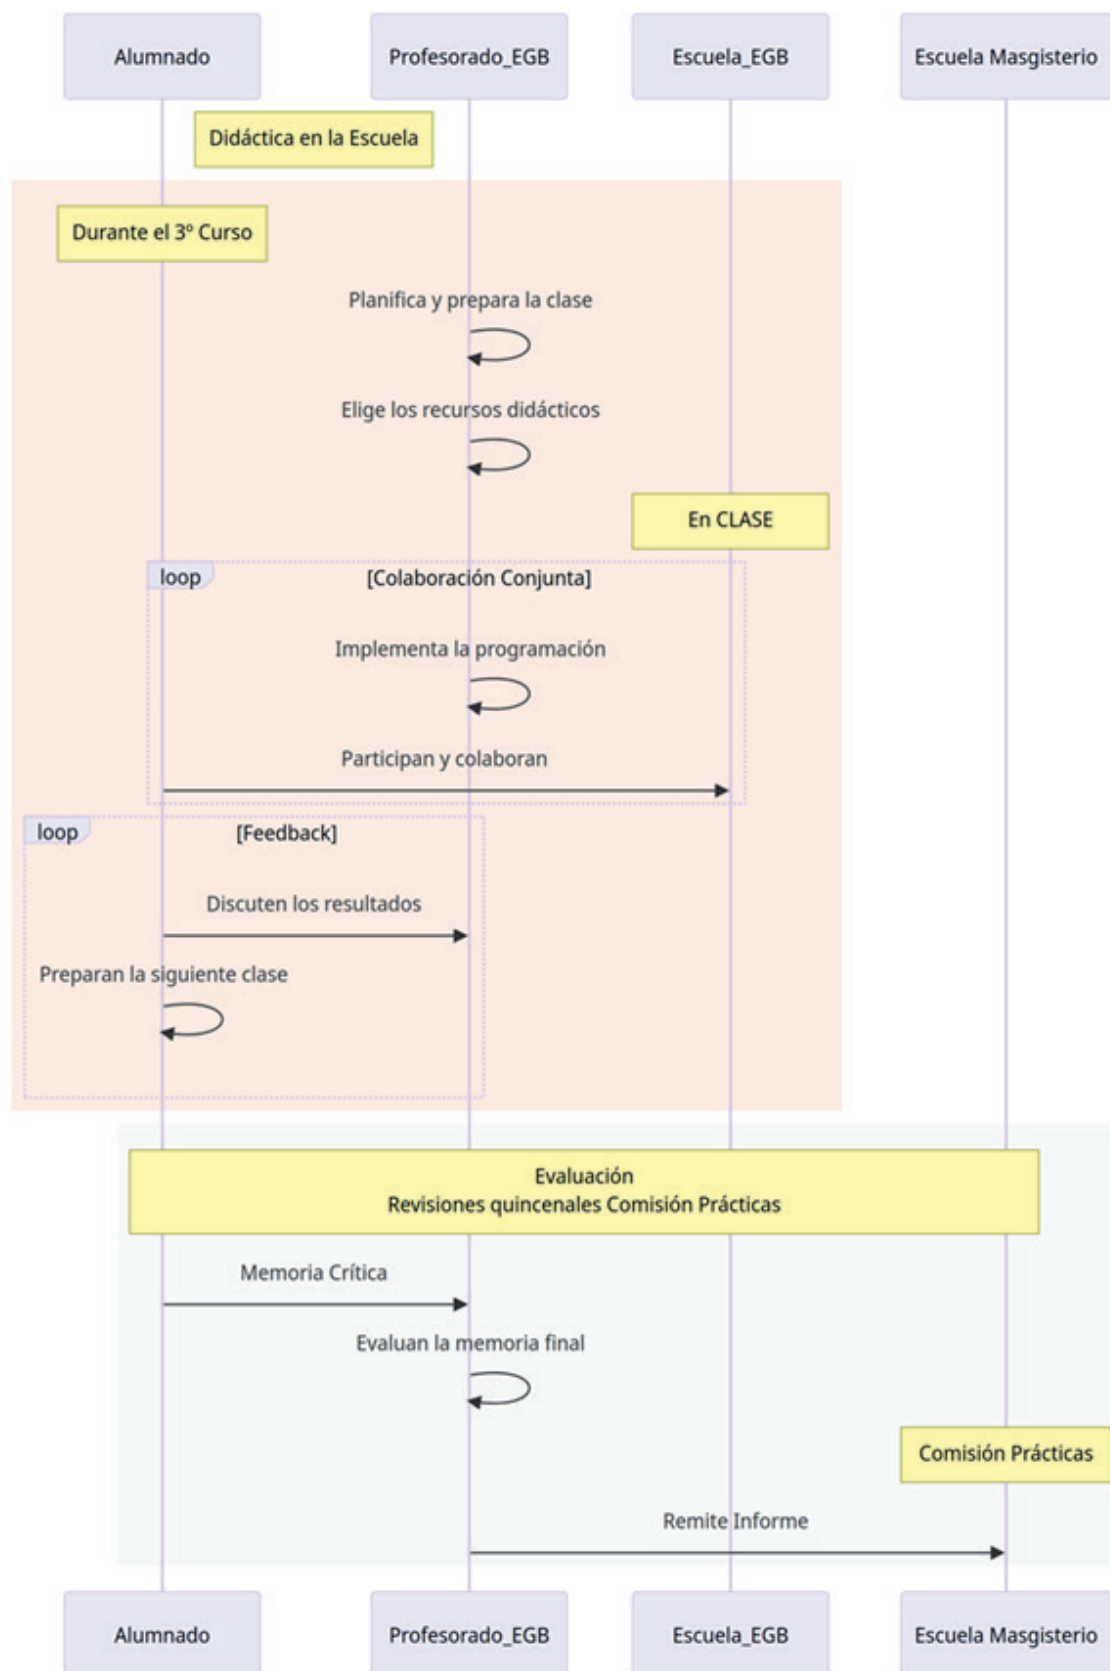 Alumnado
Profesorado_EGB
Escuela_EGB
Escuela Masgisterio
Didáctica en la Escuela
Durante el 3º Curso
Planifica y prepara la clase
Elige los recursos didácticos
En CLASE
loop
[Colaboración Conjunta]
Implementa la programación
Participan y colaboran
loop
[Feedback]
Discuten los resultados
Preparan la siguiente clase
Evaluación
Revisiones quincenales Comisión Prácticas
Memoria Crítica
Evaluan la memoria final
Comisión Prácticas
Remite Informe
Alumnado
Profesorado_EGB
Escuela_EGB
Escuela Masgisterio